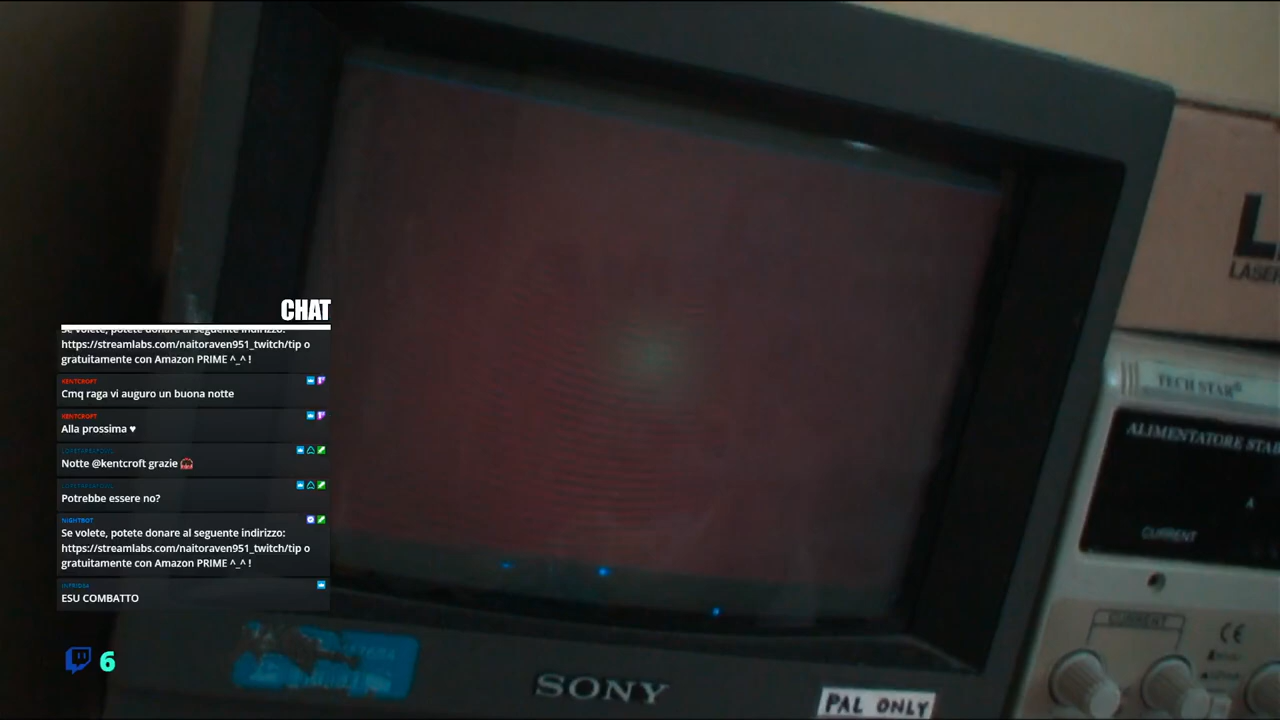 CHAT
Se volete, potete donare al seguente indirizzo:
https://streamlabs.com/naitoraven951_twitch/tip o
gratuitamente con Amazon PRIME ^_^ !
KENTCROFT
Cmq raga vi auguro un buona notte
KENTCROFT
Alla prossima ♥
Notte @kentcroft grazie
Potrebbe essere no?
NIGHTBOT
Se volete, potete donare al seguente indirizzo:
https://streamlabs.com/naitoraven951_twitch/tip o
gratuitamente con Amazon PRIME ^_^ !
ESU COMBATTO
6
SONY
PAL ONLY
L
LASER
TECH STAR®
ALIMENTATORE STAB
A
CURRENT
CURRENT
CE